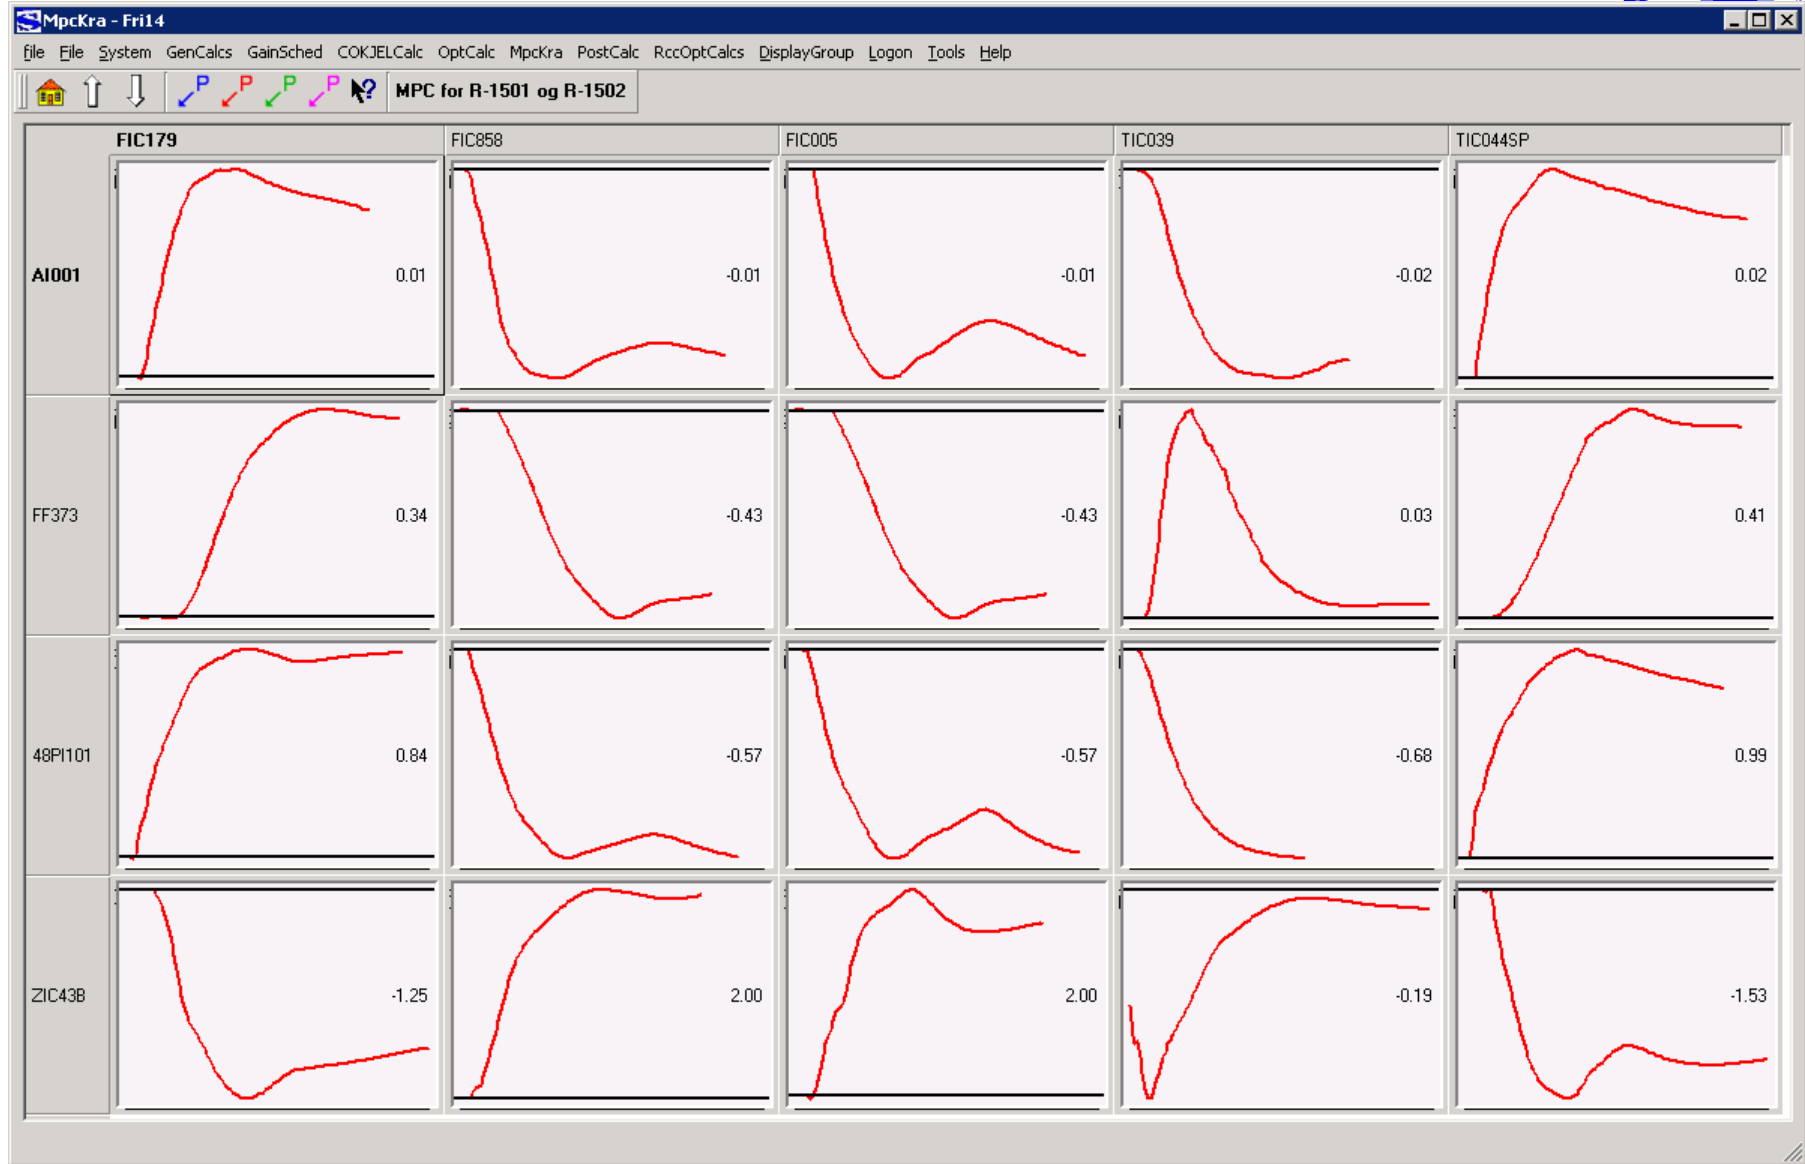 MpcKra - Fri14
file File System GenCalcs GainSched COKJELCalc OptCalc MpcKra PostCalc RccOptCalcs DisplayGroup Logon Tools Help
P P P P ? MPC for R-1501 og R-1502
FIC179 FIC858 FIC005 TIC039 TIC044SP
AI001 0.01 -0.01 -0.01 -0.02 0.02
FF373 0.34 -0.43 -0.43 0.03 0.41
48PI101 0.84 -0.57 -0.57 -0.68 0.99
ZIC43B -1.25 2.00 2.00 -0.19 -1.53